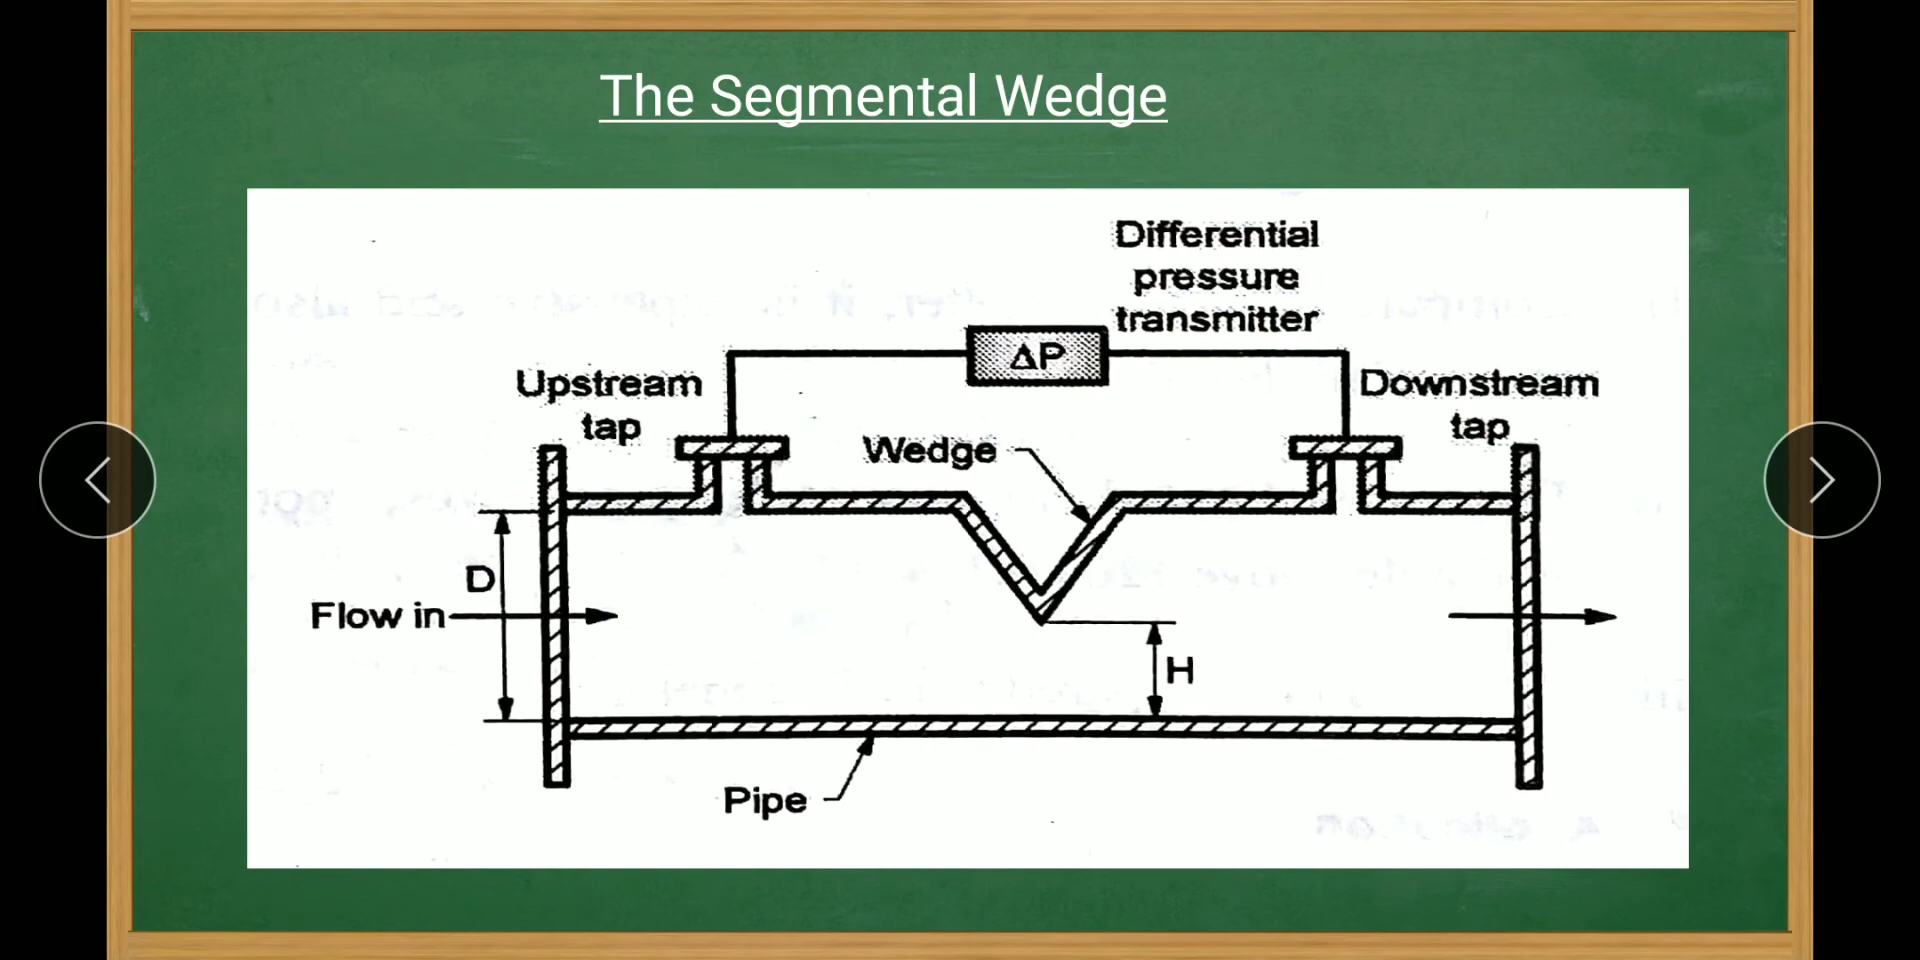 The Segmental Wedge
Differential
pressure
transmitter
ΔP
Upstream
tap
Downstream
tap
Wedge
D
Flow in
H
Pipe